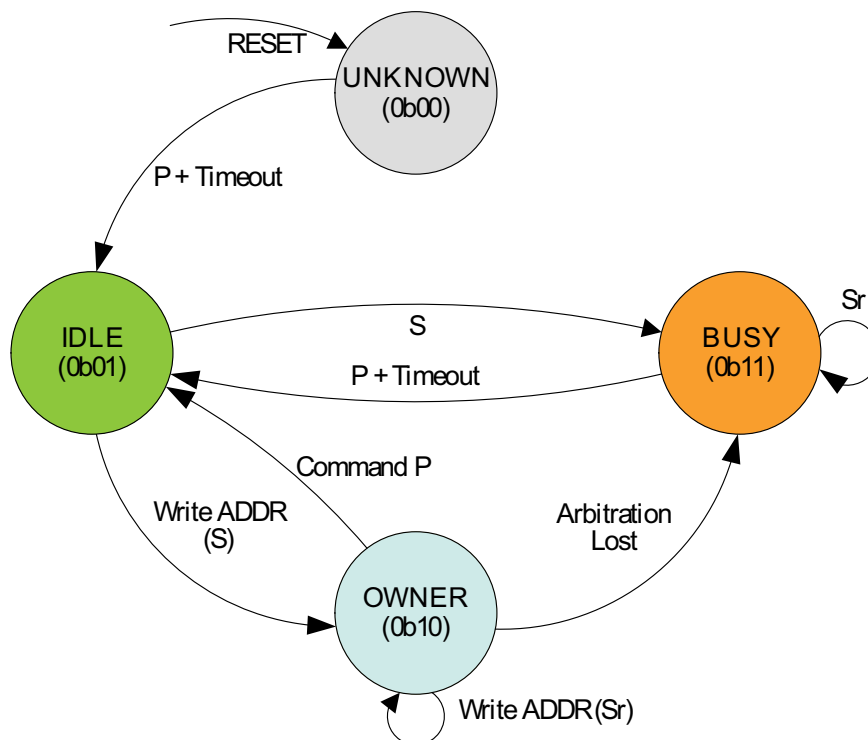 RESET
UNKNOWN
(0b00)
P + Timeout
IDLE
(0b01)
S
P + Timeout
BUSY
(0b11)
Sr
Command P
Write ADDR
(S)
Arbitration
Lost
OWNER
(0b10)
Write ADDR(Sr)